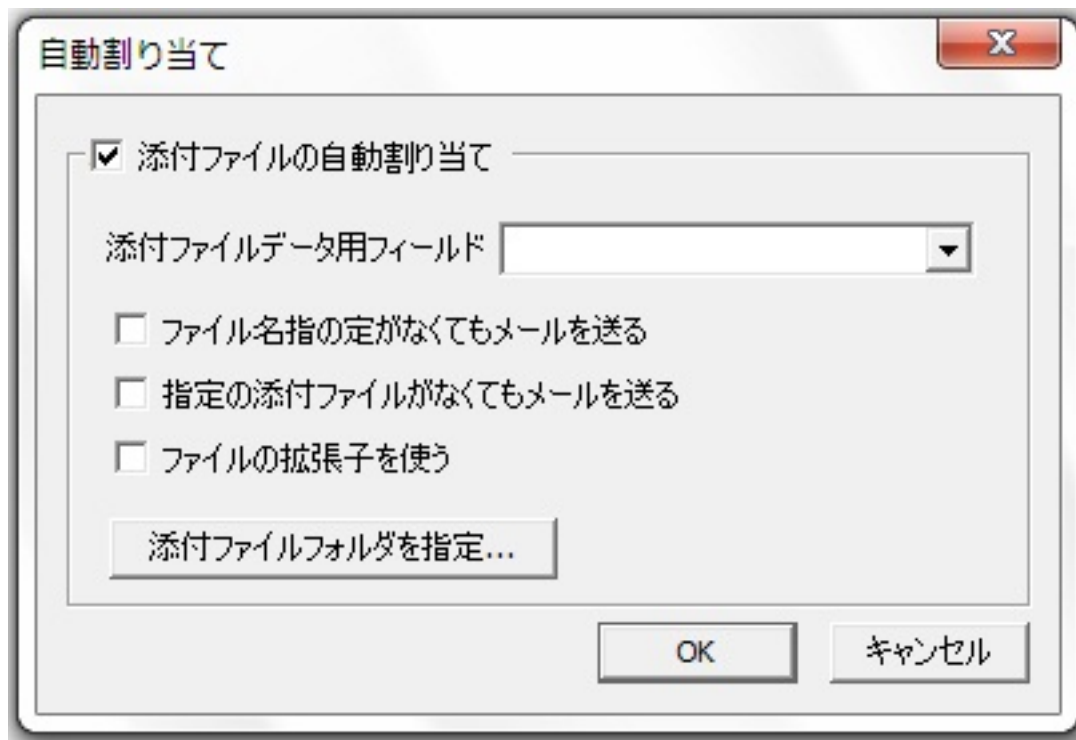 自動割り当て
添付ファイルの自動割り当て
添付ファイルデータ用フィールド
ファイル名指の定がなくてもメールを送る
指定の添付ファイルがなくてもメールを送る
ファイルの拡張子を使う
添付ファイルフォルダを指定...
OK キャンセル